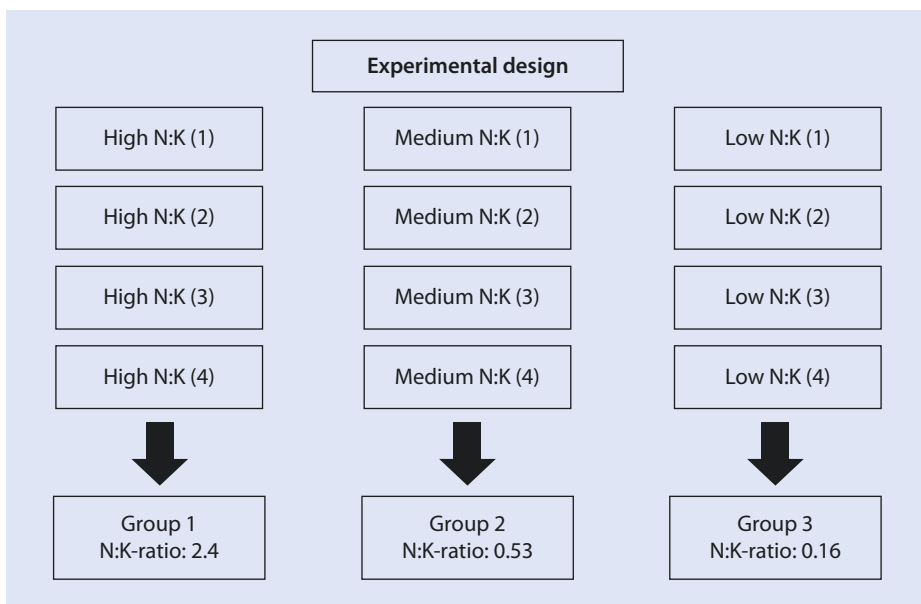 Experimental design
High N:K (1)
Medium N:K (1)
Low N:K (1)
High N:K (2)
Medium N:K (2)
Low N:K (2)
High N:K (3)
Medium N:K (3)
Low N:K (3)
High N:K (4)
Medium N:K (4)
Low N:K (4)
Group 1
N:K-ratio: 2.4
Group 2
N:K-ratio: 0.53
Group 3
N:K-ratio: 0.16